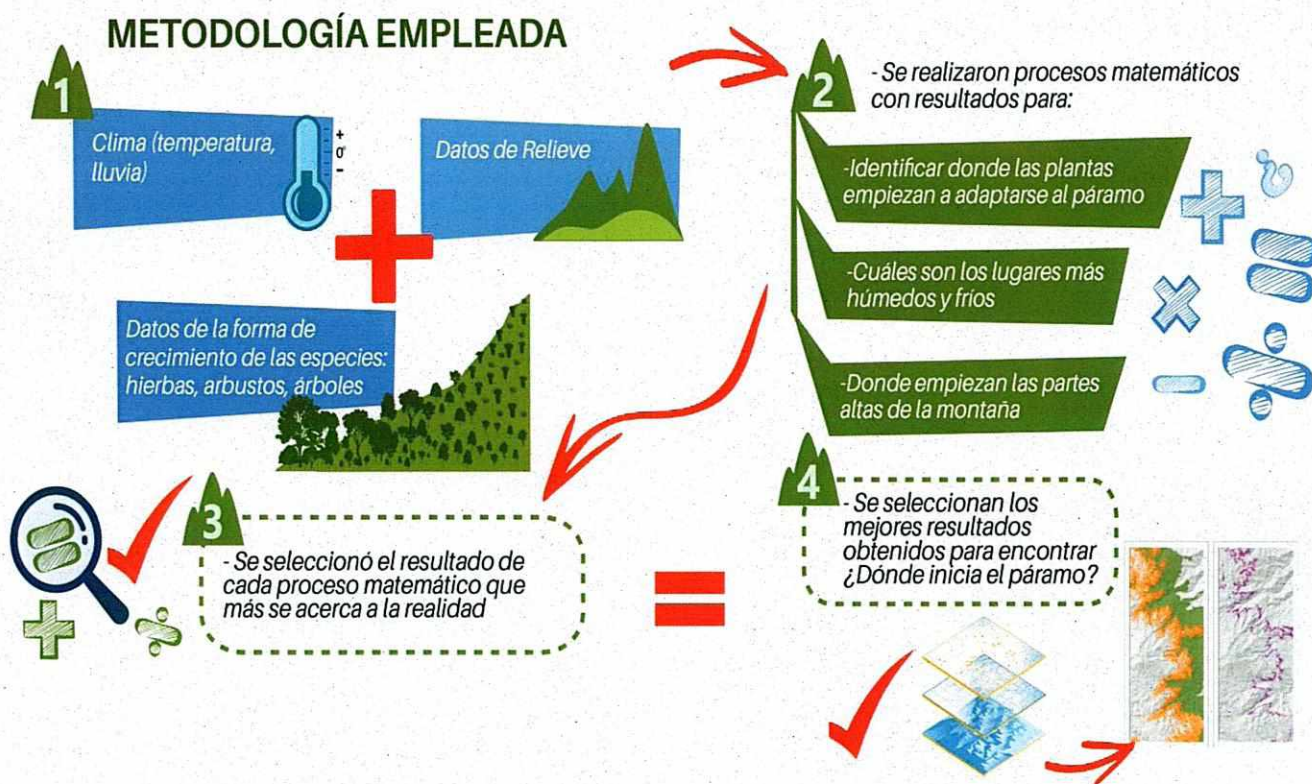 METODOLOGÍA EMPLEADA
1
Clima (temperatura,
lluvia)
+
0°
-
Datos de Relieve
Datos de la forma de
crecimiento de las especies:
hierbas, arbustos, árboles
2
- Se realizaron procesos matemáticos
con resultados para:
-Identificar donde las plantas
empiezan a adaptarse al páramo
-Cuáles son los lugares más
húmedos y fríos
-Donde empiezan las partes
altas de la montaña
3
- Se seleccionó el resultado de
cada proceso matemático que
más se acerca a la realidad
4
- Se seleccionan los
mejores resultados
obtenidos para encontrar
¿Dónde inicia el páramo?